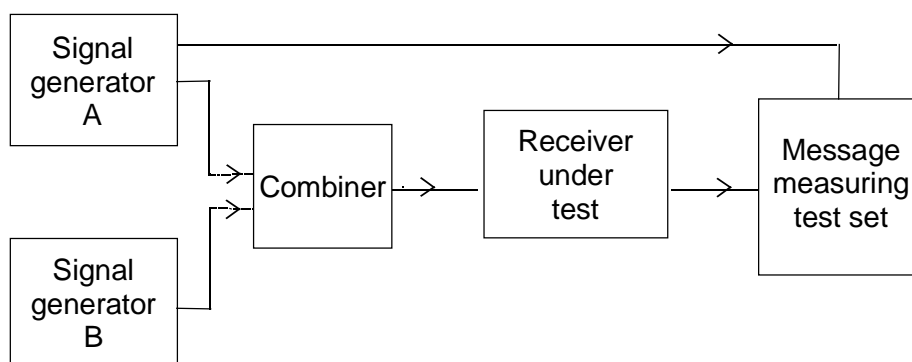 Signal
generator
A
Combiner
Receiver
under
test
Message
measuring
test set
Signal
generator
B